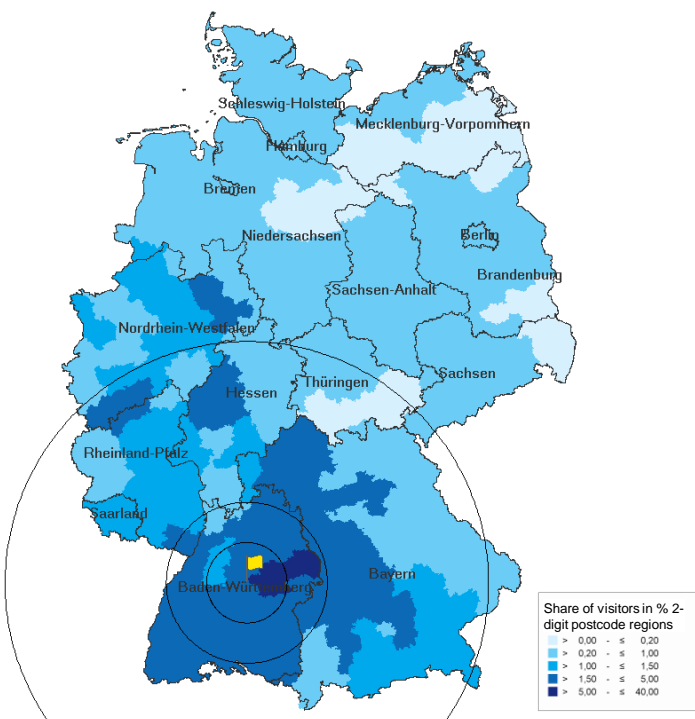 Schleswig-Holstein
Mecklenburg-Vorpommern
Hamburg
Bremen
Niedersachsen
Berlin
Brandenburg
Sachsen-Anhalt
Nordrhein-Westfalen
Sachsen
Thüringen
Hessen
Rheinland-Pfalz
Saarland
Bayern
Baden-Württemberg
Share of visitors in % 2-
digit postcode regions
> 0,00 - ≤ 0,20
> 0,20 - ≤ 1,00
> 1,00 - ≤ 1,50
> 1,50 - ≤ 5,00
> 5,00 - ≤ 40,00